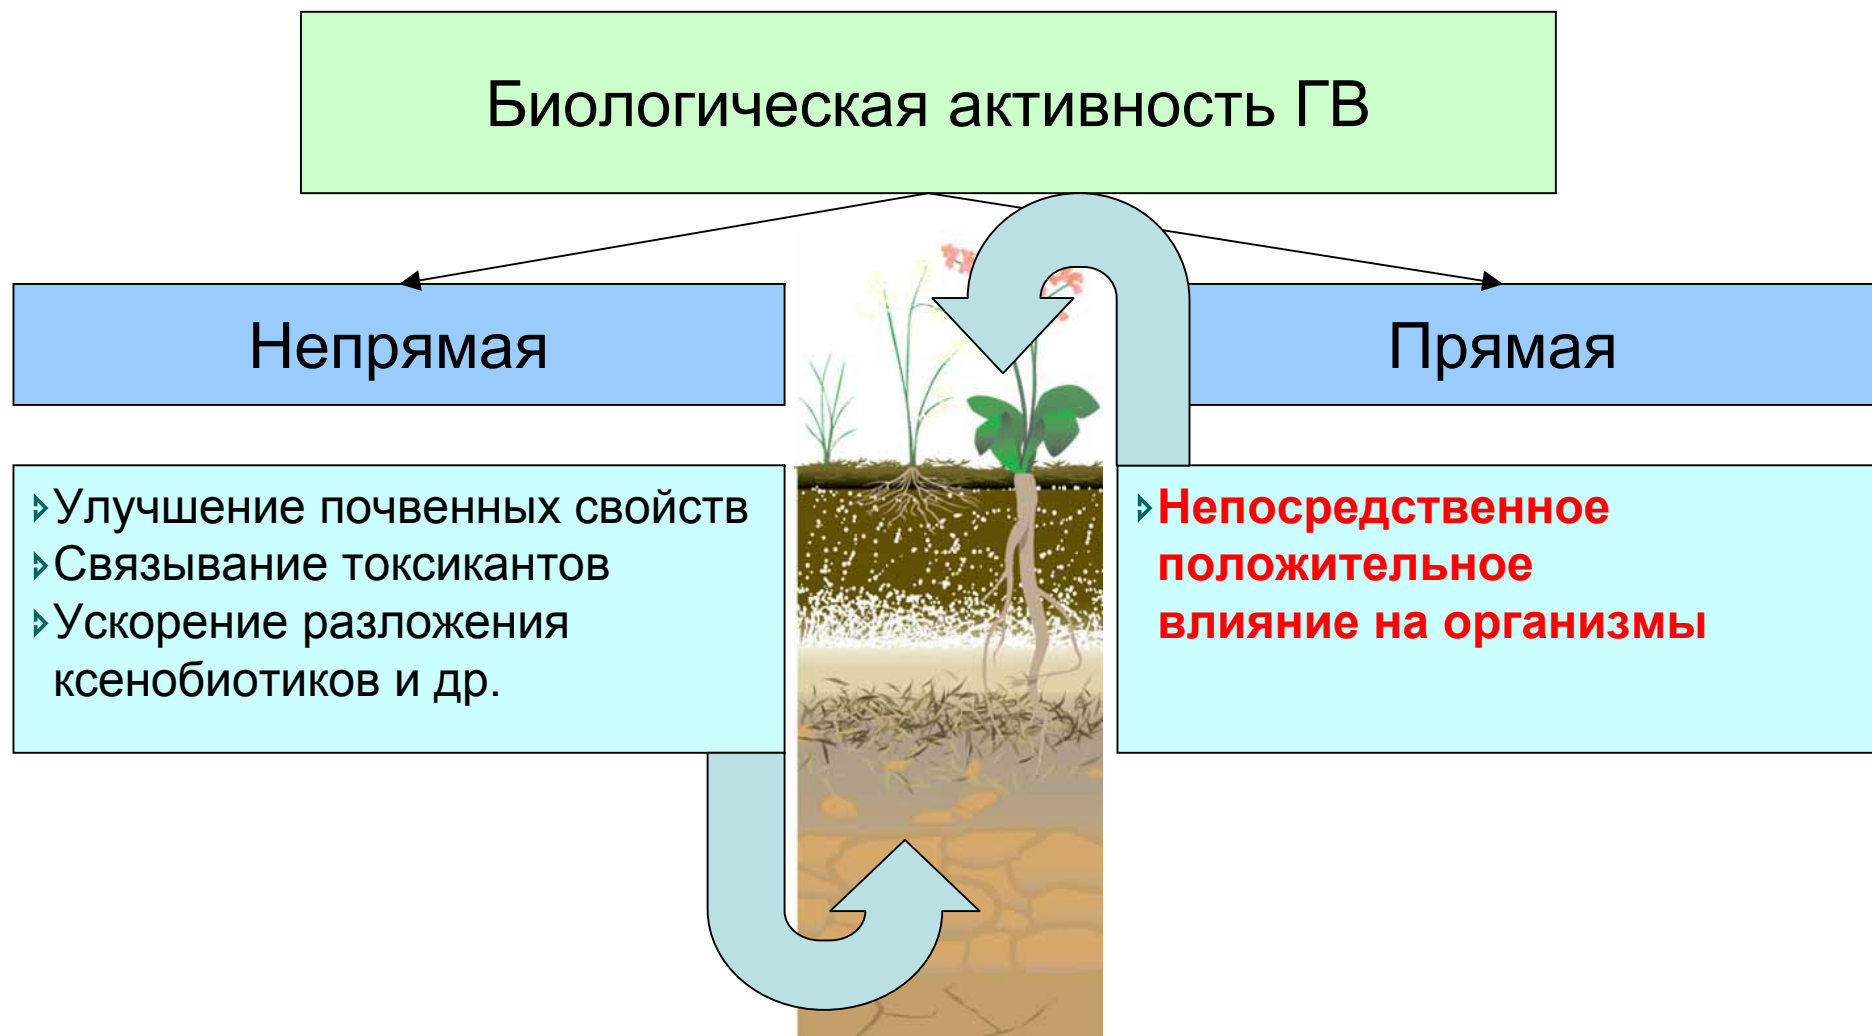 Биологическая активность ГВ
Непрямая
Прямая
Улучшение почвенных свойств
Связывание токсикантов
Ускорение разложения
ксенобиотиков и др.
Непосредственное
положительное
влияние на организмы